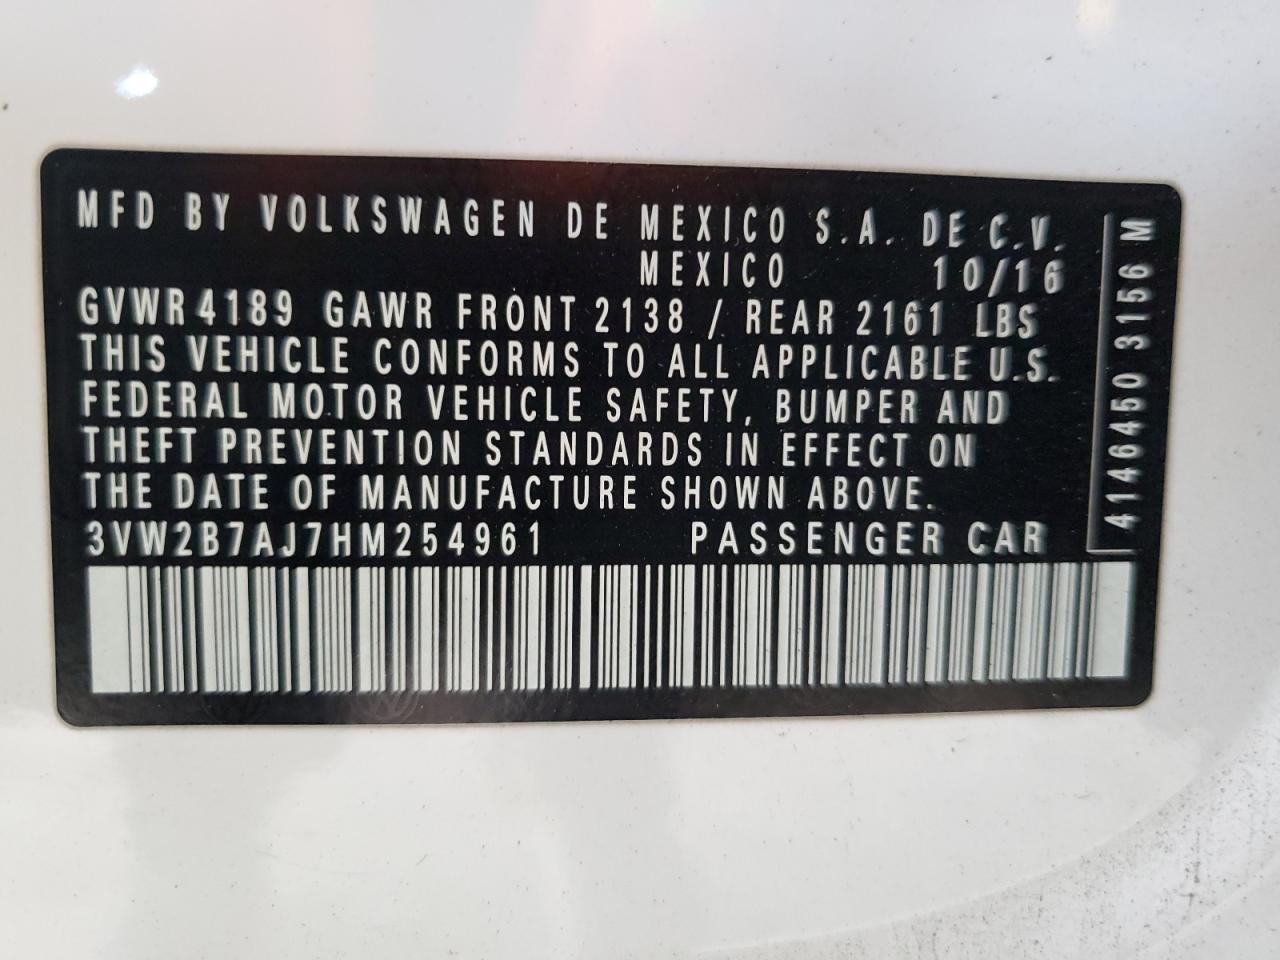 MFD BY VOLKSWAGEN DE MEXICO S.A. DE C.V.
MEXICO 10/16
GVWR 4189 GAWR FRONT 2138 / REAR 2161 LBS
THIS VEHICLE CONFORMS TO ALL APPLICABLE U.S.
FEDERAL MOTOR VEHICLE SAFETY, BUMPER AND
THEFT PREVENTION STANDARDS IN EFFECT ON
THE DATE OF MANUFACTURE SHOWN ABOVE.
3VW2B7AJ7HM254961 PASSENGER CAR
4146450 3156 M